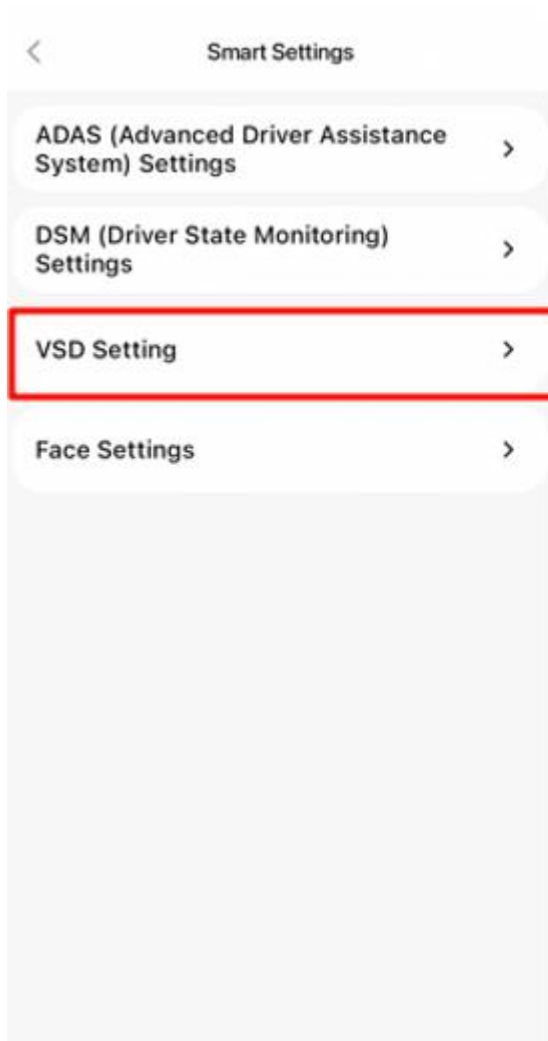 Smart Settings
ADAS (Advanced Driver Assistance
System) Settings
DSM (Driver State Monitoring)
Settings
VSD Setting
Face Settings